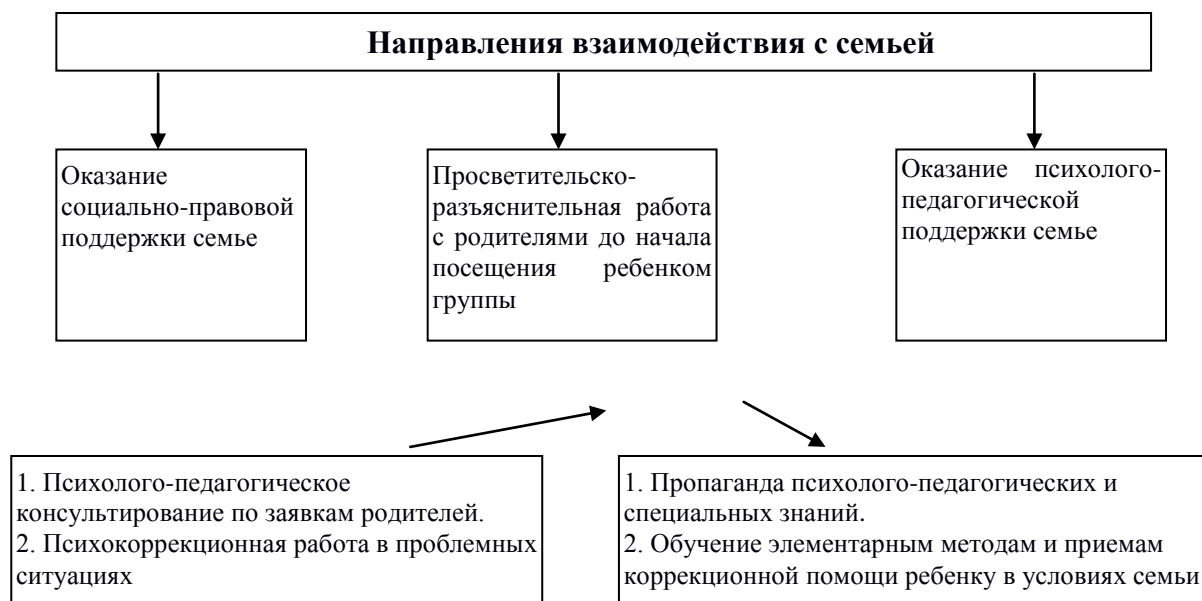 Направления взаимодействия с семьей
Оказание
социально-правовой
поддержки семье
Просветительско-
разъяснительная работа
с родителями до начала
посещения ребенком
группы
Оказание психолого-
педагогической
поддержки семье
1. Психолого-педагогическое
консультирование по заявкам родителей.
2. Психокоррекционная работа в проблемных
ситуациях
1. Пропаганда психолого-педагогических и
специальных знаний.
2. Обучение элементарным методам и приемам
коррекционной помощи ребенку в условиях семьи